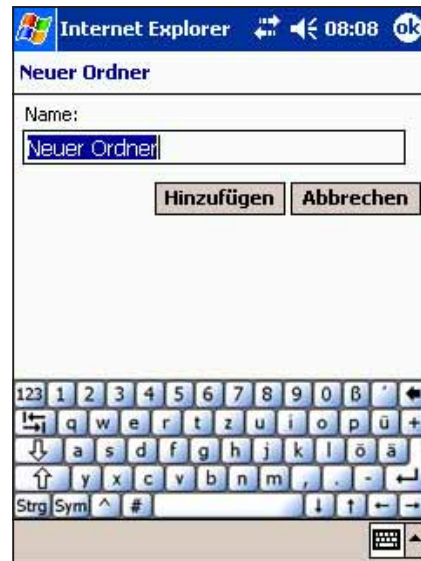 Internet Explorer 08:08 ok
Neuer Ordner
Name:
Neuer Ordner
Hinzufügen Abbrechen
123 1 2 3 4 5 6 7 8 9 0 ß ´
q w e r t z u i o p ü +
a s d f g h j k l ö ä
y x c v b n m , . -
Strg Sym ^ #